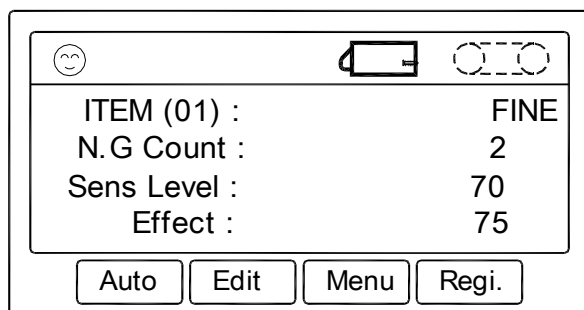 ITEM (01) : FINE
N.G Count : 2
Sens Level : 70
Effect : 75
Auto Edit Menu Regi.